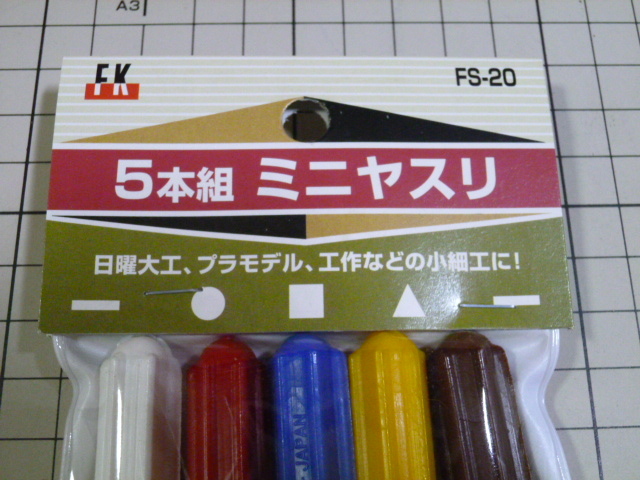 A3
FK
FS-20
5本組 ミニヤスリ
日曜大工、プラモデル、工作などの小細工に!
JAPAN